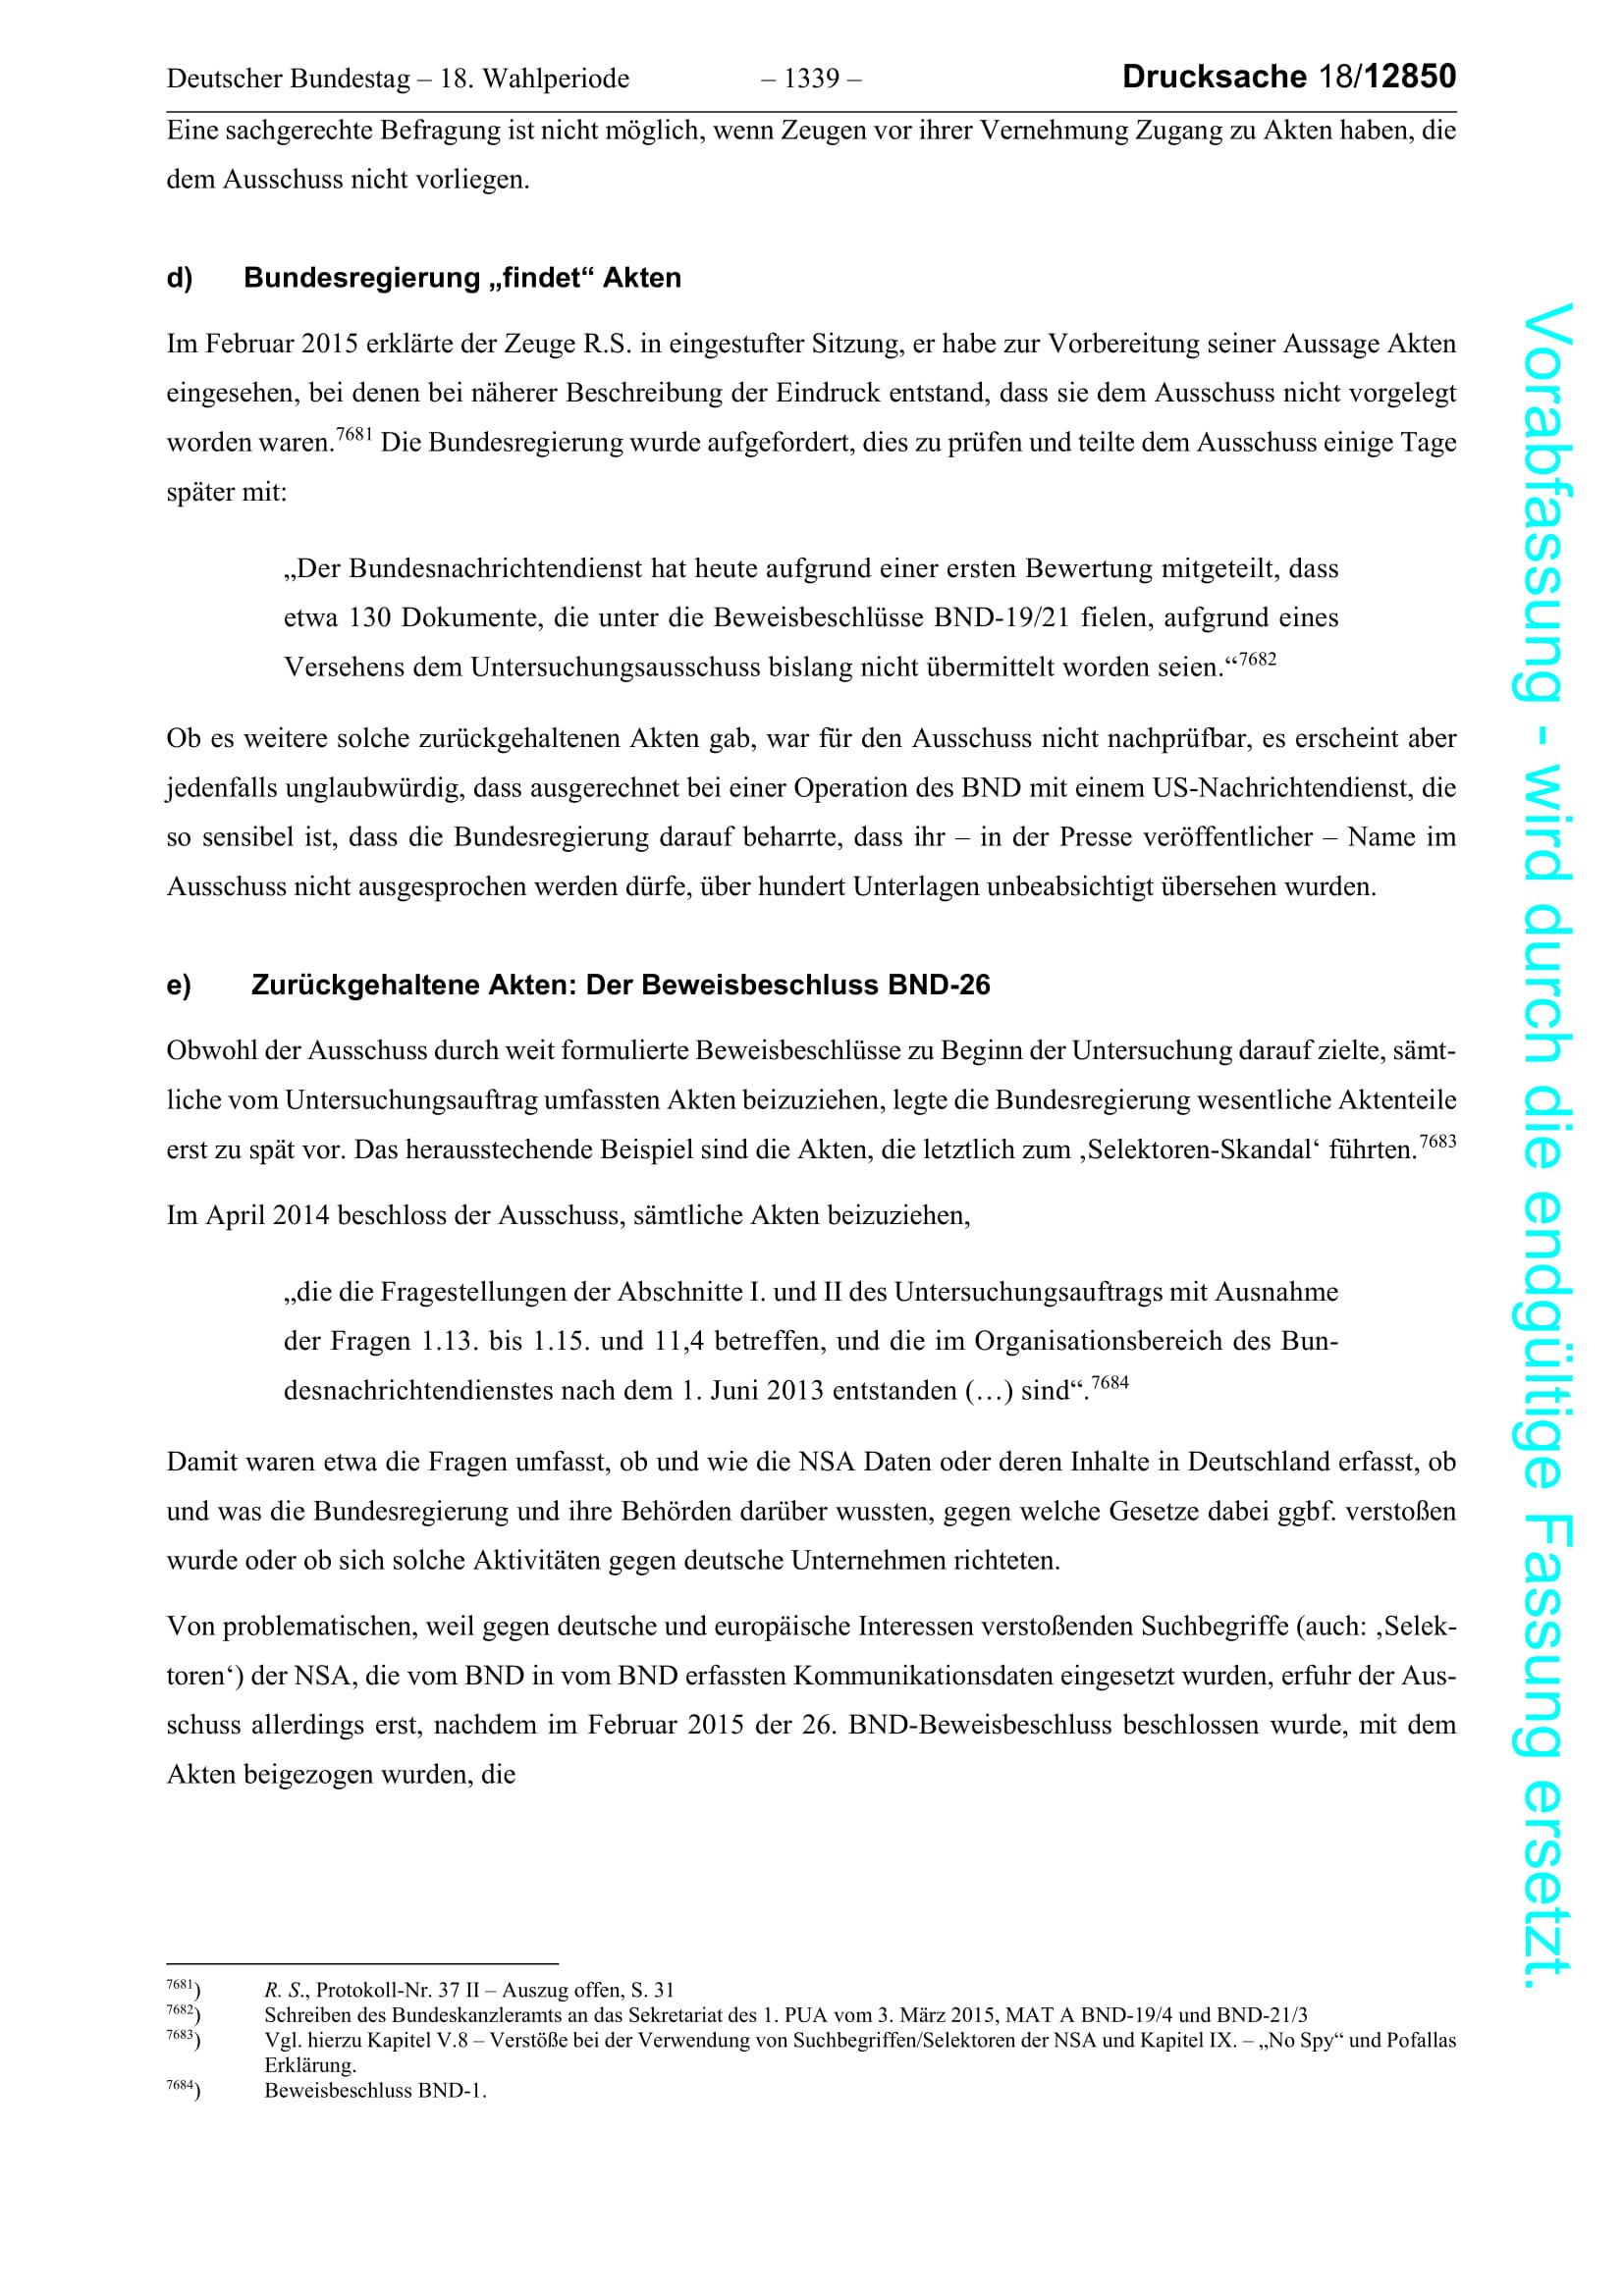 Deutscher Bundestag – 18. Wahlperiode – 1339 – Drucksache 18/12850
Eine sachgerechte Befragung ist nicht möglich, wenn Zeugen vor ihrer Vernehmung Zugang zu Akten haben, die
dem Ausschuss nicht vorliegen.
d) Bundesregierung „findet“ Akten
Im Februar 2015 erklärte der Zeuge R.S. in eingestufter Sitzung, er habe zur Vorbereitung seiner Aussage Akten
eingesehen, bei denen bei näherer Beschreibung der Eindruck entstand, dass sie dem Ausschuss nicht vorgelegt
worden waren.7681 Die Bundesregierung wurde aufgefordert, dies zu prüfen und teilte dem Ausschuss einige Tage
später mit:
„Der Bundesnachrichtendienst hat heute aufgrund einer ersten Bewertung mitgeteilt, dass
etwa 130 Dokumente, die unter die Beweisbeschlüsse BND-19/21 fielen, aufgrund eines
Versehens dem Untersuchungsausschuss bislang nicht übermittelt worden seien.“7682
Ob es weitere solche zurückgehaltenen Akten gab, war für den Ausschuss nicht nachprüfbar, es erscheint aber
jedenfalls unglaubwürdig, dass ausgerechnet bei einer Operation des BND mit einem US-Nachrichtendienst, die
so sensibel ist, dass die Bundesregierung darauf beharrte, dass ihr – in der Presse veröffentlicher – Name im
Ausschuss nicht ausgesprochen werden dürfe, über hundert Unterlagen unbeabsichtigt übersehen wurden.
e) Zurückgehaltene Akten: Der Beweisbeschluss BND-26
Obwohl der Ausschuss durch weit formulierte Beweisbeschlüsse zu Beginn der Untersuchung darauf zielte, sämt-
liche vom Untersuchungsauftrag umfassten Akten beizuziehen, legte die Bundesregierung wesentliche Aktenteile
erst zu spät vor. Das herausstechende Beispiel sind die Akten, die letztlich zum ‚Selektoren-Skandal‘ führten.7683
Im April 2014 beschloss der Ausschuss, sämtliche Akten beizuziehen,
„die die Fragestellungen der Abschnitte I. und II des Untersuchungsauftrags mit Ausnahme
der Fragen 1.13. bis 1.15. und 11,4 betreffen, und die im Organisationsbereich des Bun-
desnachrichtendienstes nach dem 1. Juni 2013 entstanden (…) sind“.7684
Damit waren etwa die Fragen umfasst, ob und wie die NSA Daten oder deren Inhalte in Deutschland erfasst, ob
und was die Bundesregierung und ihre Behörden darüber wussten, gegen welche Gesetze dabei ggbf. verstoßen
wurde oder ob sich solche Aktivitäten gegen deutsche Unternehmen richteten.
Von problematischen, weil gegen deutsche und europäische Interessen verstoßenden Suchbegriffe (auch: ‚Selek-
toren‘) der NSA, die vom BND in vom BND erfassten Kommunikationsdaten eingesetzt wurden, erfuhr der Aus-
schuss allerdings erst, nachdem im Februar 2015 der 26. BND-Beweisbeschluss beschlossen wurde, mit dem
Akten beigezogen wurden, die
7681) R. S., Protokoll-Nr. 37 II – Auszug offen, S. 31
7682) Schreiben des Bundeskanzleramts an das Sekretariat des 1. PUA vom 3. März 2015, MAT A BND-19/4 und BND-21/3
7683) Vgl. hierzu Kapitel V.8 – Verstöße bei der Verwendung von Suchbegriffen/Selektoren der NSA und Kapitel IX. – „No Spy“ und Pofallas
Erklärung.
7684) Beweisbeschluss BND-1.
Vorabfassung - wird durch die endgültige Fassung ersetzt.